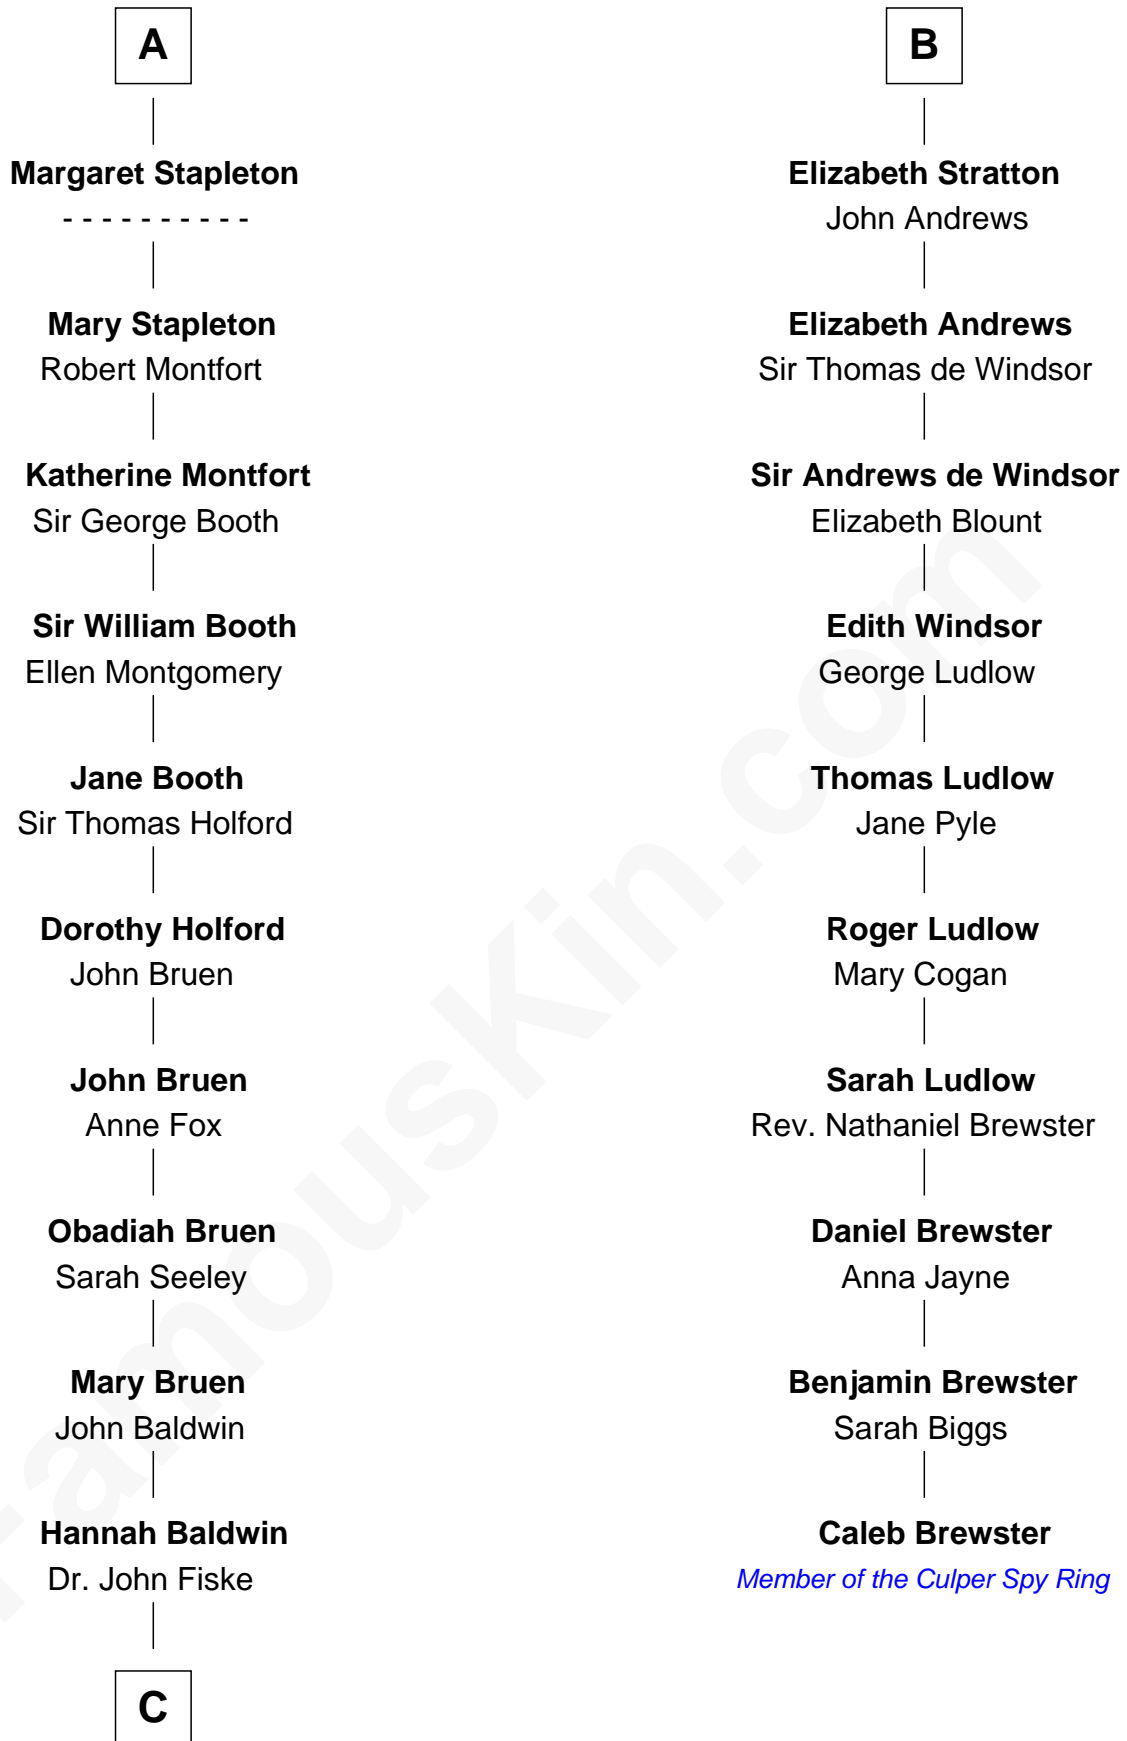 A
Margaret Stapleton
- - - - - - - - - -
Mary Stapleton
Robert Montfort
Katherine Montfort
Sir George Booth
Sir William Booth
Ellen Montgomery
Jane Booth
Sir Thomas Holford
Dorothy Holford
John Bruen
John Bruen
Anne Fox
Obadiah Bruen
Sarah Seeley
Mary Bruen
John Baldwin
Hannah Baldwin
Dr. John Fiske
C
B
Elizabeth Stratton
John Andrews
Elizabeth Andrews
Sir Thomas de Windsor
Sir Andrews de Windsor
Elizabeth Blount
Edith Windsor
George Ludlow
Thomas Ludlow
Jane Pyle
Roger Ludlow
Mary Cogan
Sarah Ludlow
Rev. Nathaniel Brewster
Daniel Brewster
Anna Jayne
Benjamin Brewster
Sarah Biggs
Caleb Brewster
Member of the Culper Spy Ring
FamousKin.com